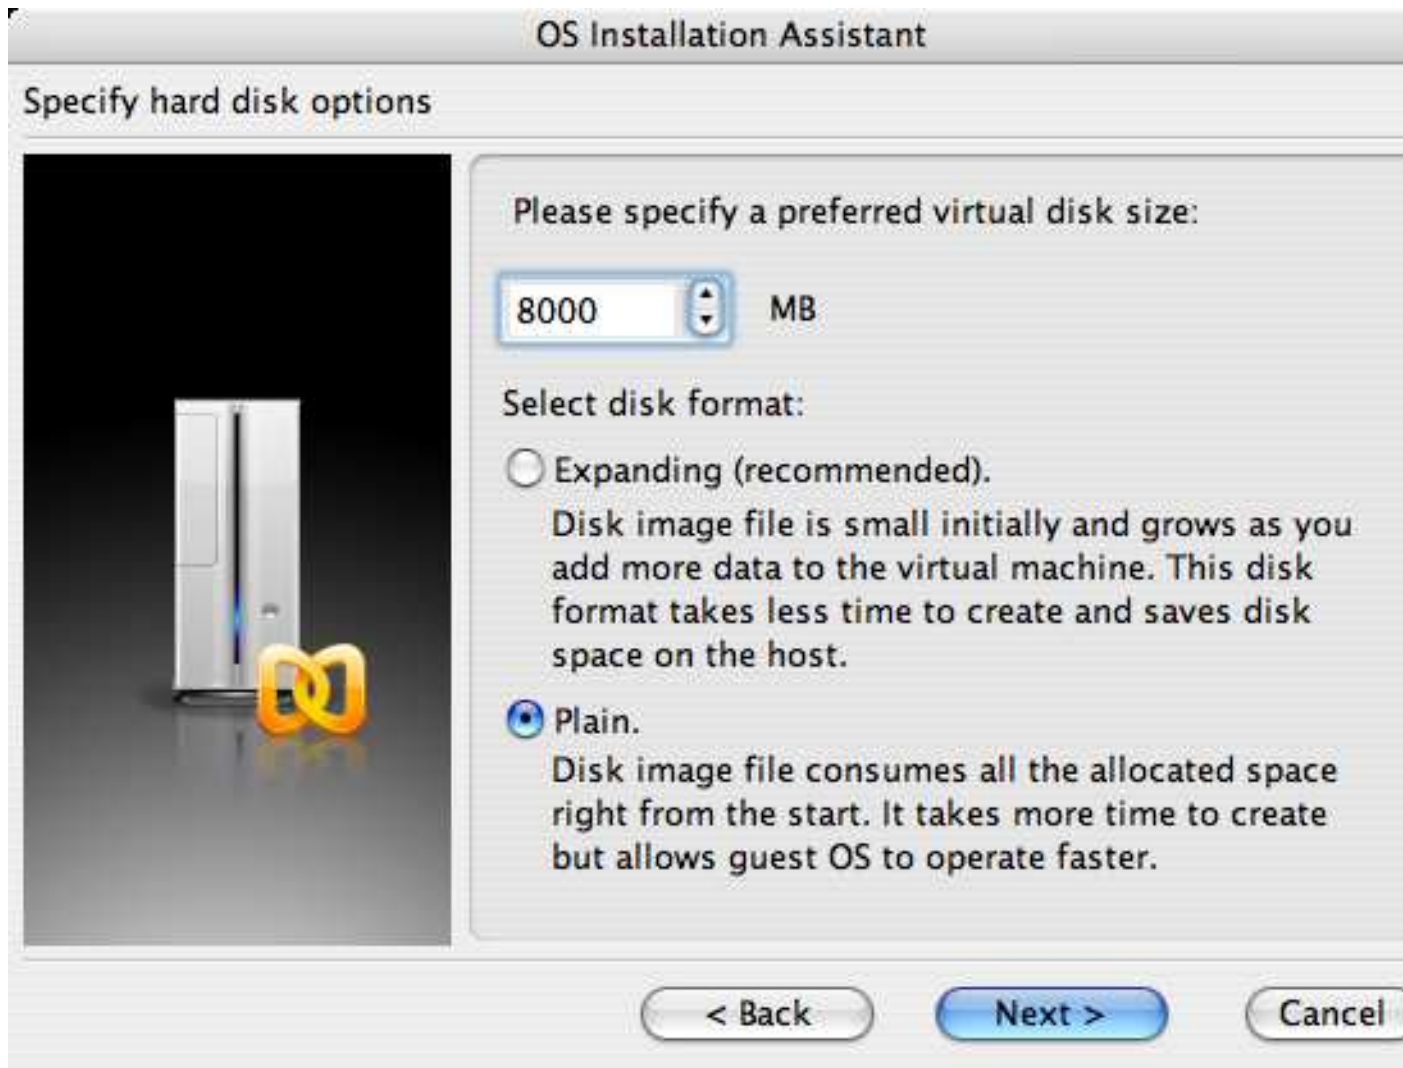 OS Installation Assistant
Specify hard disk options
Please specify a preferred virtual disk size:
8000 MB
Select disk format:
Expanding (recommended).
Disk image file is small initially and grows as you
add more data to the virtual machine. This disk
format takes less time to create and saves disk
space on the host.
Plain.
Disk image file consumes all the allocated space
right from the start. It takes more time to create
but allows guest OS to operate faster.
< Back Next > Cancel